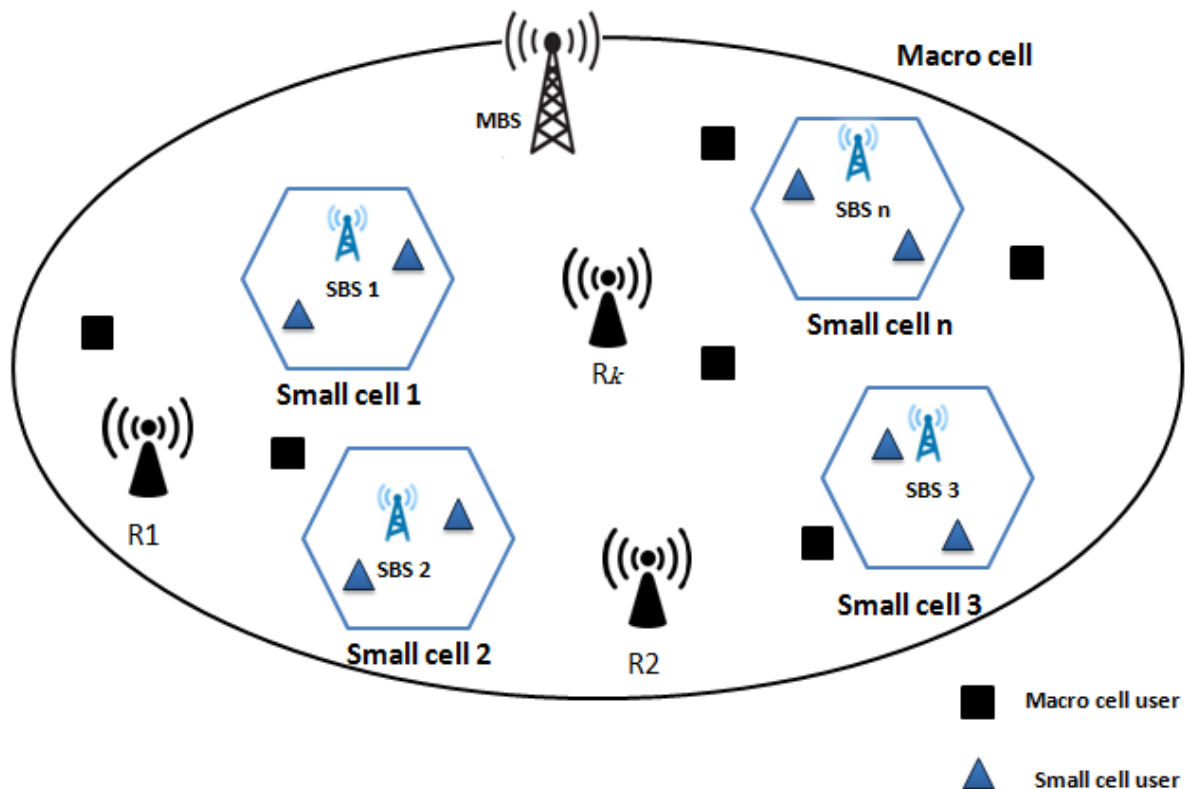 Macro cell
MBS
SBS n
SBS 1
Small cell n
Rk
Small cell 1
SBS 3
R1
SBS 2
Small cell 3
Small cell 2
R2
Macro cell user
Small cell user